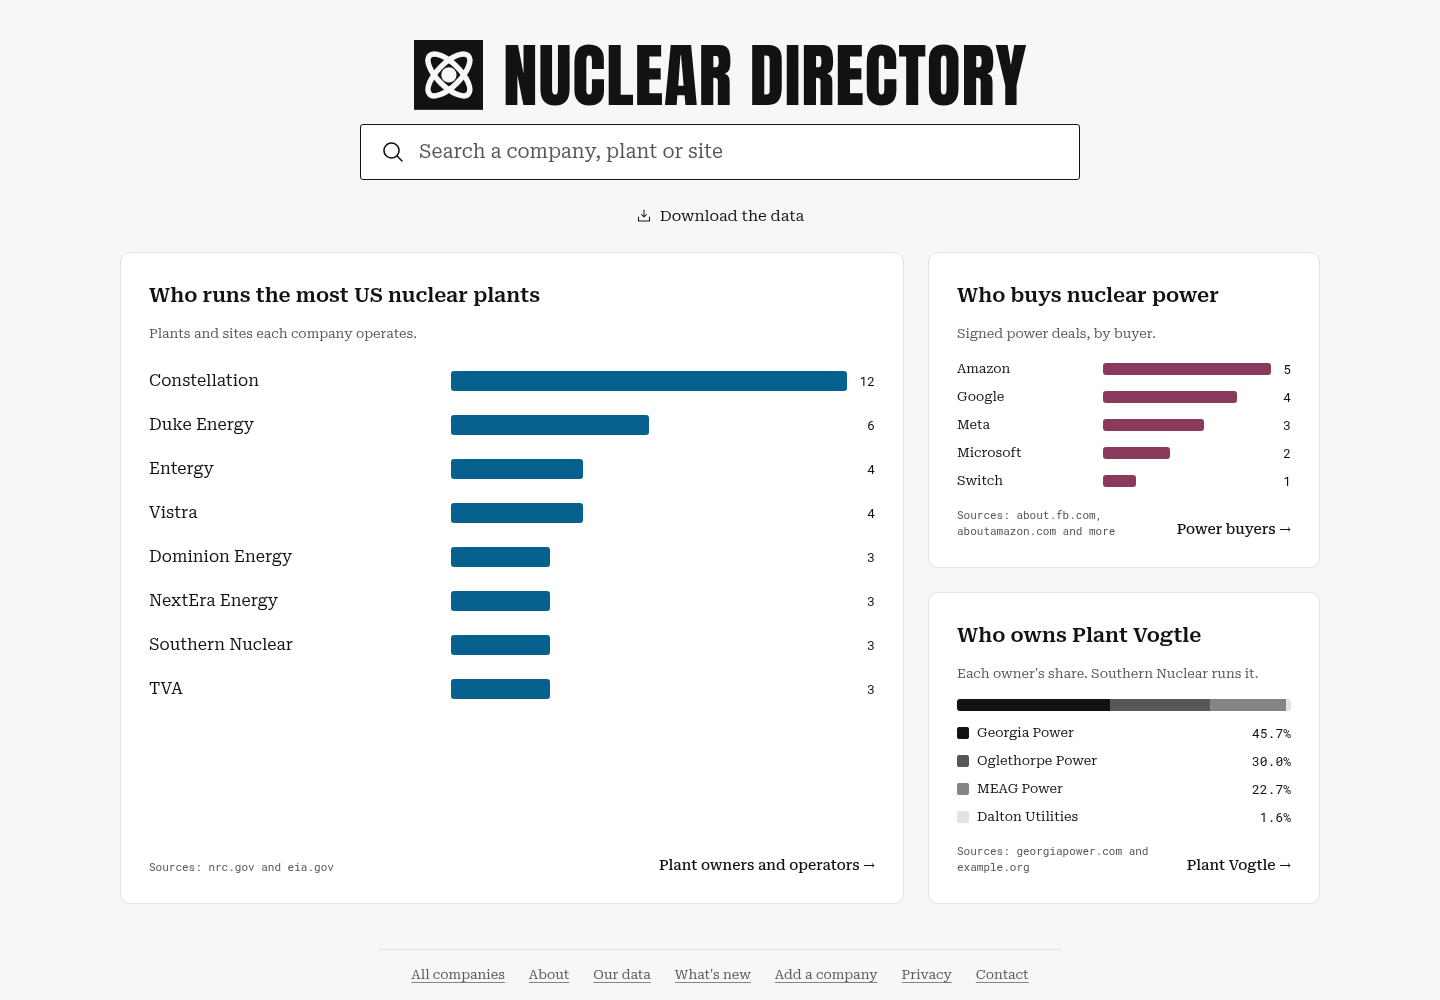 NUCLEAR DIRECTORY
Search a company, plant or site
Download the data
Who runs the most US nuclear plants
Plants and sites each company operates.
Constellation 12
Duke Energy 6
Entergy 4
Vistra 4
Dominion Energy 3
NextEra Energy 3
Southern Nuclear 3
TVA 3
Sources: nrc.gov and eia.gov
Plant owners and operators →
Who buys nuclear power
Signed power deals, by buyer.
Amazon 5
Google 4
Meta 3
Microsoft 2
Switch 1
Sources: about.fb.com,
aboutamazon.com and more
Power buyers →
Who owns Plant Vogtle
Each owner's share. Southern Nuclear runs it.
Georgia Power 45.7%
Oglethorpe Power 30.0%
MEAG Power 22.7%
Dalton Utilities 1.6%
Sources: georgiapower.com and
example.org
Plant Vogtle →
All companies About Our data What's new Add a company Privacy Contact